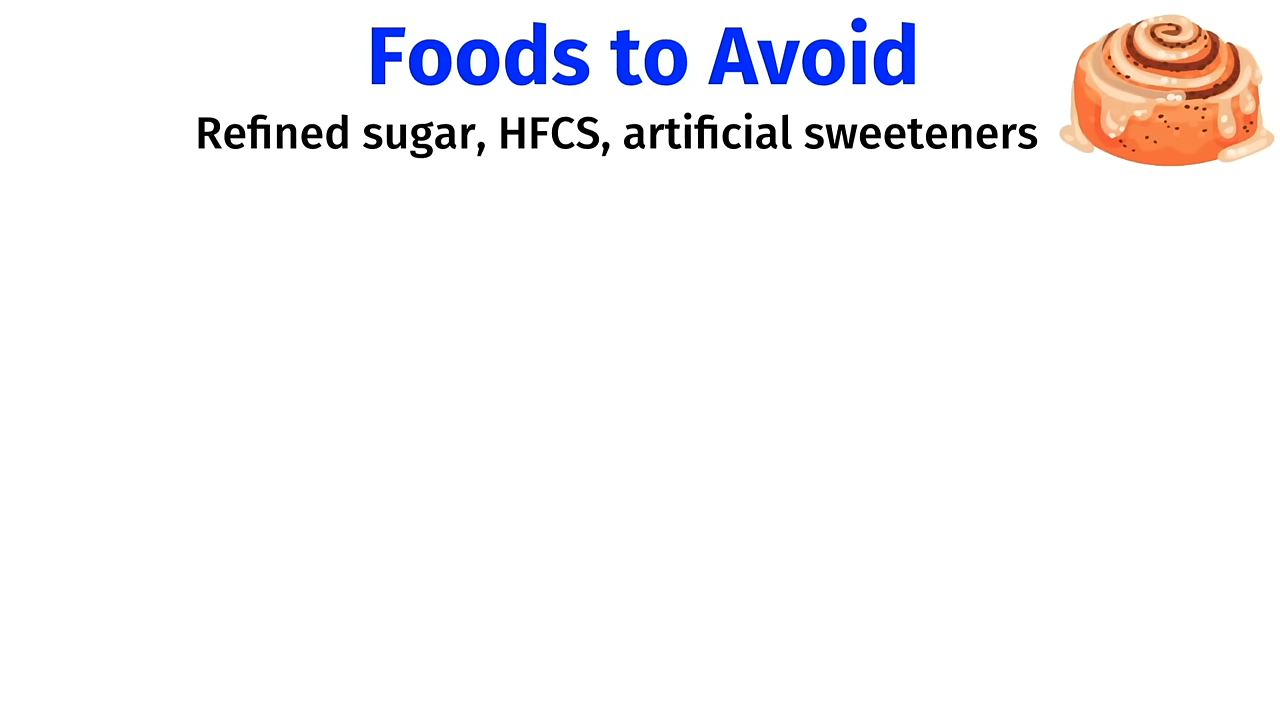 Foods to Avoid
Refined sugar, HFCS, artificial sweeteners